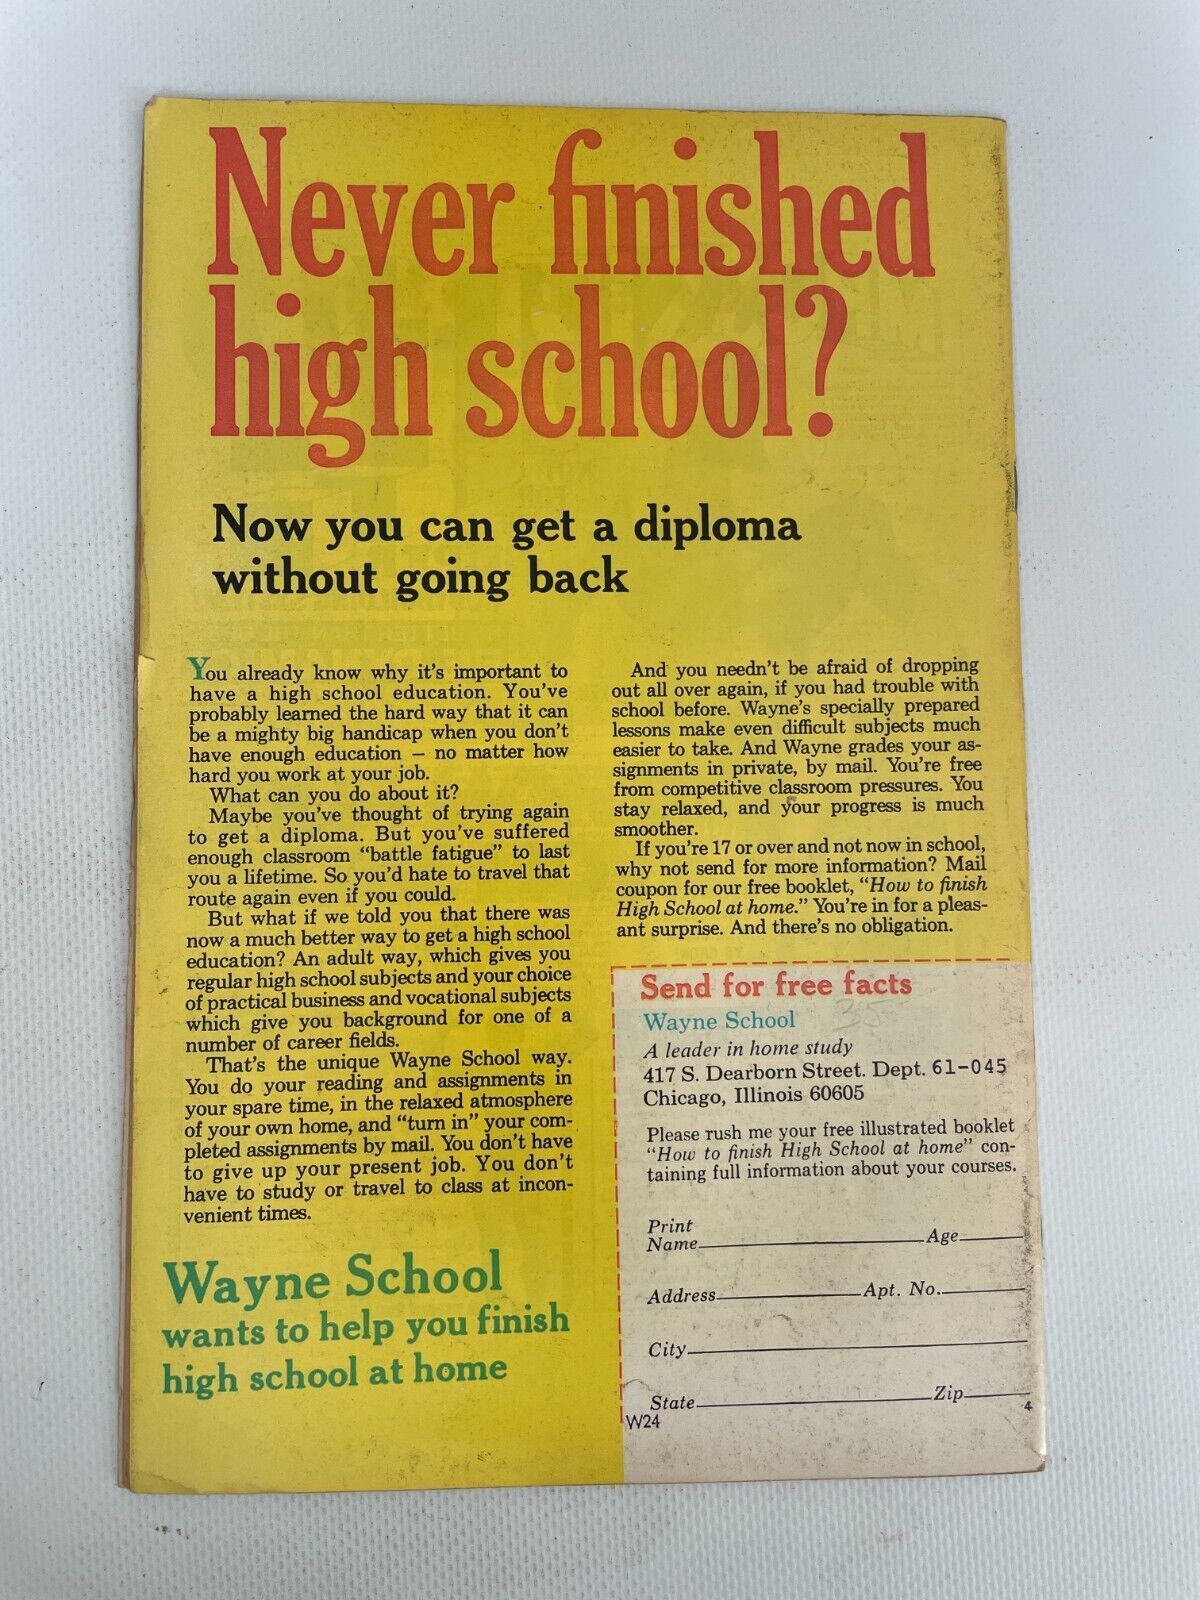 Never finished
high school?
Now you can get a diploma
without going back
You already know why it's important to
have a high school education. You've
probably learned the hard way that it can
be a mighty big handicap when you don't
have enough education — no matter how
hard you work at your job.
What can you do about it?
Maybe you've thought of trying again
to get a diploma. But you've suffered
enough classroom "battle fatigue" to last
you a lifetime. So you'd hate to travel that
route again even if you could.
But what if we told you that there was
now a much better way to get a high school
education? An adult way, which gives you
regular high school subjects and your choice
of practical business and vocational subjects
which give you background for one of a
number of career fields.
That's the unique Wayne School way.
You do your reading and assignments in
your spare time, in the relaxed atmosphere
of your own home, and "turn in" your com-
pleted assignments by mail. You don't have
to give up your present job. You don't
have to study or travel to class at incon-
venient times.
Wayne School
wants to help you finish
high school at home
And you needn't be afraid of dropping
out all over again, if you had trouble with
school before. Wayne's specially prepared
lessons make even difficult subjects much
easier to take. And Wayne grades your as-
signments in private, by mail. You're free
from competitive classroom pressures. You
stay relaxed, and your progress is much
smoother.
If you're 17 or over and not now in school,
why not send for more information? Mail
coupon for our free booklet, "How to finish
High School at home." You're in for a pleas-
ant surprise. And there's no obligation.
Send for free facts
Wayne School 35
A leader in home study
417 S. Dearborn Street. Dept. 61-045
Chicago, Illinois 60605
Please rush me your free illustrated booklet
"How to finish High School at home" con-
taining full information about your courses.
Print
Name Age
Address Apt. No.
City
State Zip
W24 4